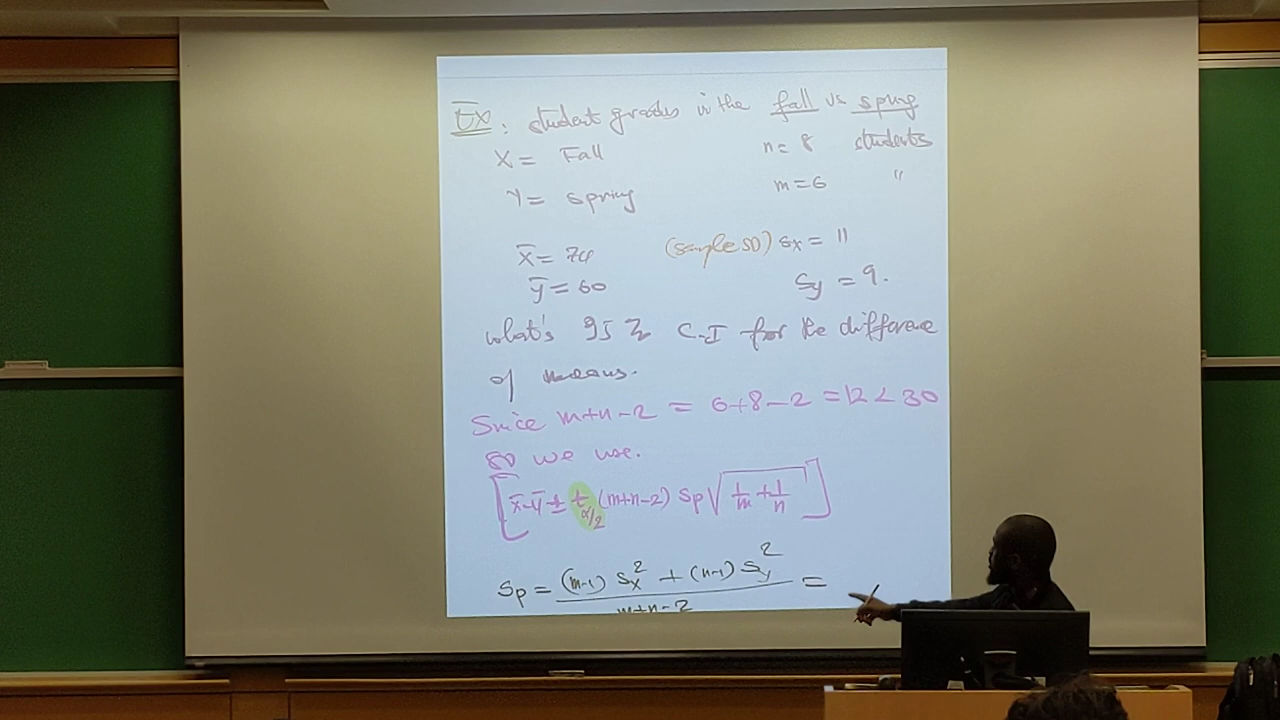 Ex: student grades in the fall vs spring
X = Fall n = 8 students
Y = spring m = 6 "
x̄ = 74 (sample SD) Sx = 11
ȳ = 60 Sy = 9.
what's 95% C.I for the difference
of means.
Since m+n-2 = 6+8-2 = 12 < 30
so we use.
[x̄-ȳ ± t α/2 (m+n-2) Sp√(1/m + 1/n)]
Sp = (m-1) Sx² + (n-1) Sy² =
m+n-2